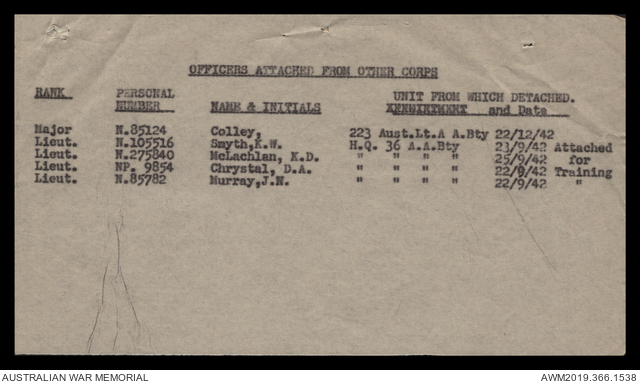 OFFICERS ATTACHED FROM OTHER CORPS
RANK PERSONAL NUMBER NAME & INITIALS UNIT FROM WHICH DETACHED. and Date
Major N.85124 Colley, 223 Aust.Lt.A A.Bty 22/12/42
Lieut. N.105516 Smyth,K.W. H.Q. 36 A.A.Bty 23/9/42 Attached
Lieut. N.275840 McLachlan, K.D. " " " " 25/9/42 for
Lieut. NP. 9854 Chrystal, D.A. " " " " 22/9/42 Training
Lieut. N.85782 Murray,J.N. " " " " 22/9/42 "
AUSTRALIAN WAR MEMORIAL AWM2019.366.1538